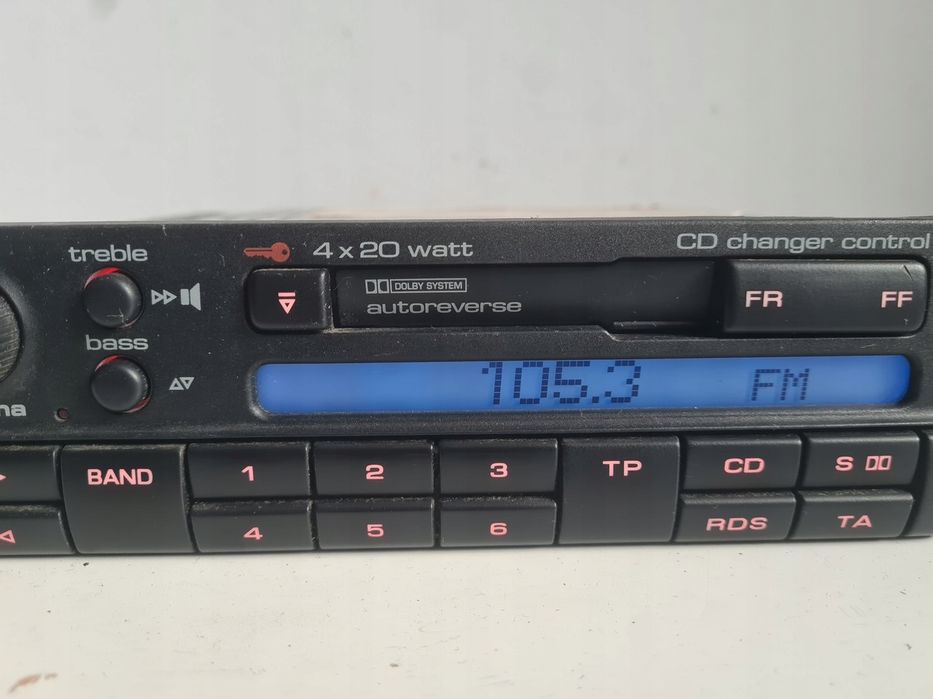 treble
4 x 20 watt
CD changer control
DOLBY SYSTEM
autoreverse
FR
FF
bass
105.3 FM
BAND
1
2
3
TP
CD
S
4
5
6
RDS
TA